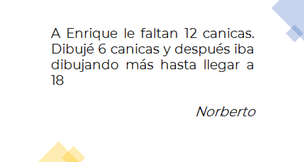 A Enrique le faltan 12 canicas.
Dibujé 6 canicas y después iba
dibujando más hasta llegar a
18
Norberto